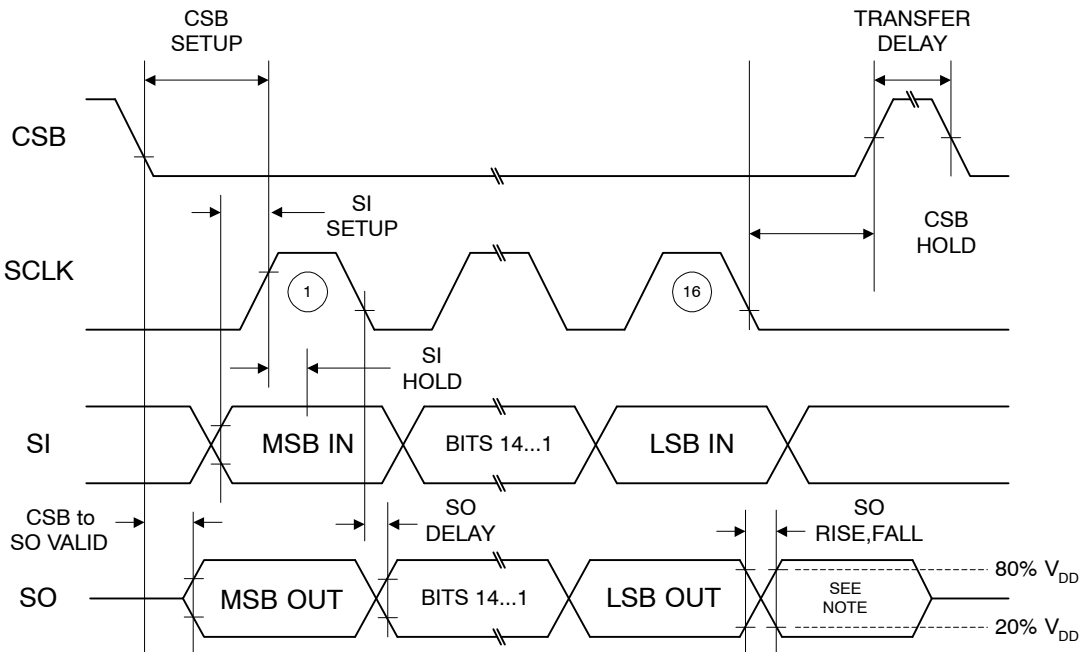 CSB
SETUP
TRANSFER
DELAY
CSB
SI
SETUP
CSB
HOLD
SCLK
1
16
SI
HOLD
SI
MSB IN
BITS 14...1
LSB IN
CSB to
SO VALID
SO
DELAY
SO
RISE,FALL
SO
MSB OUT
BITS 14...1
LSB OUT
SEE
NOTE
80% VDD
20% VDD